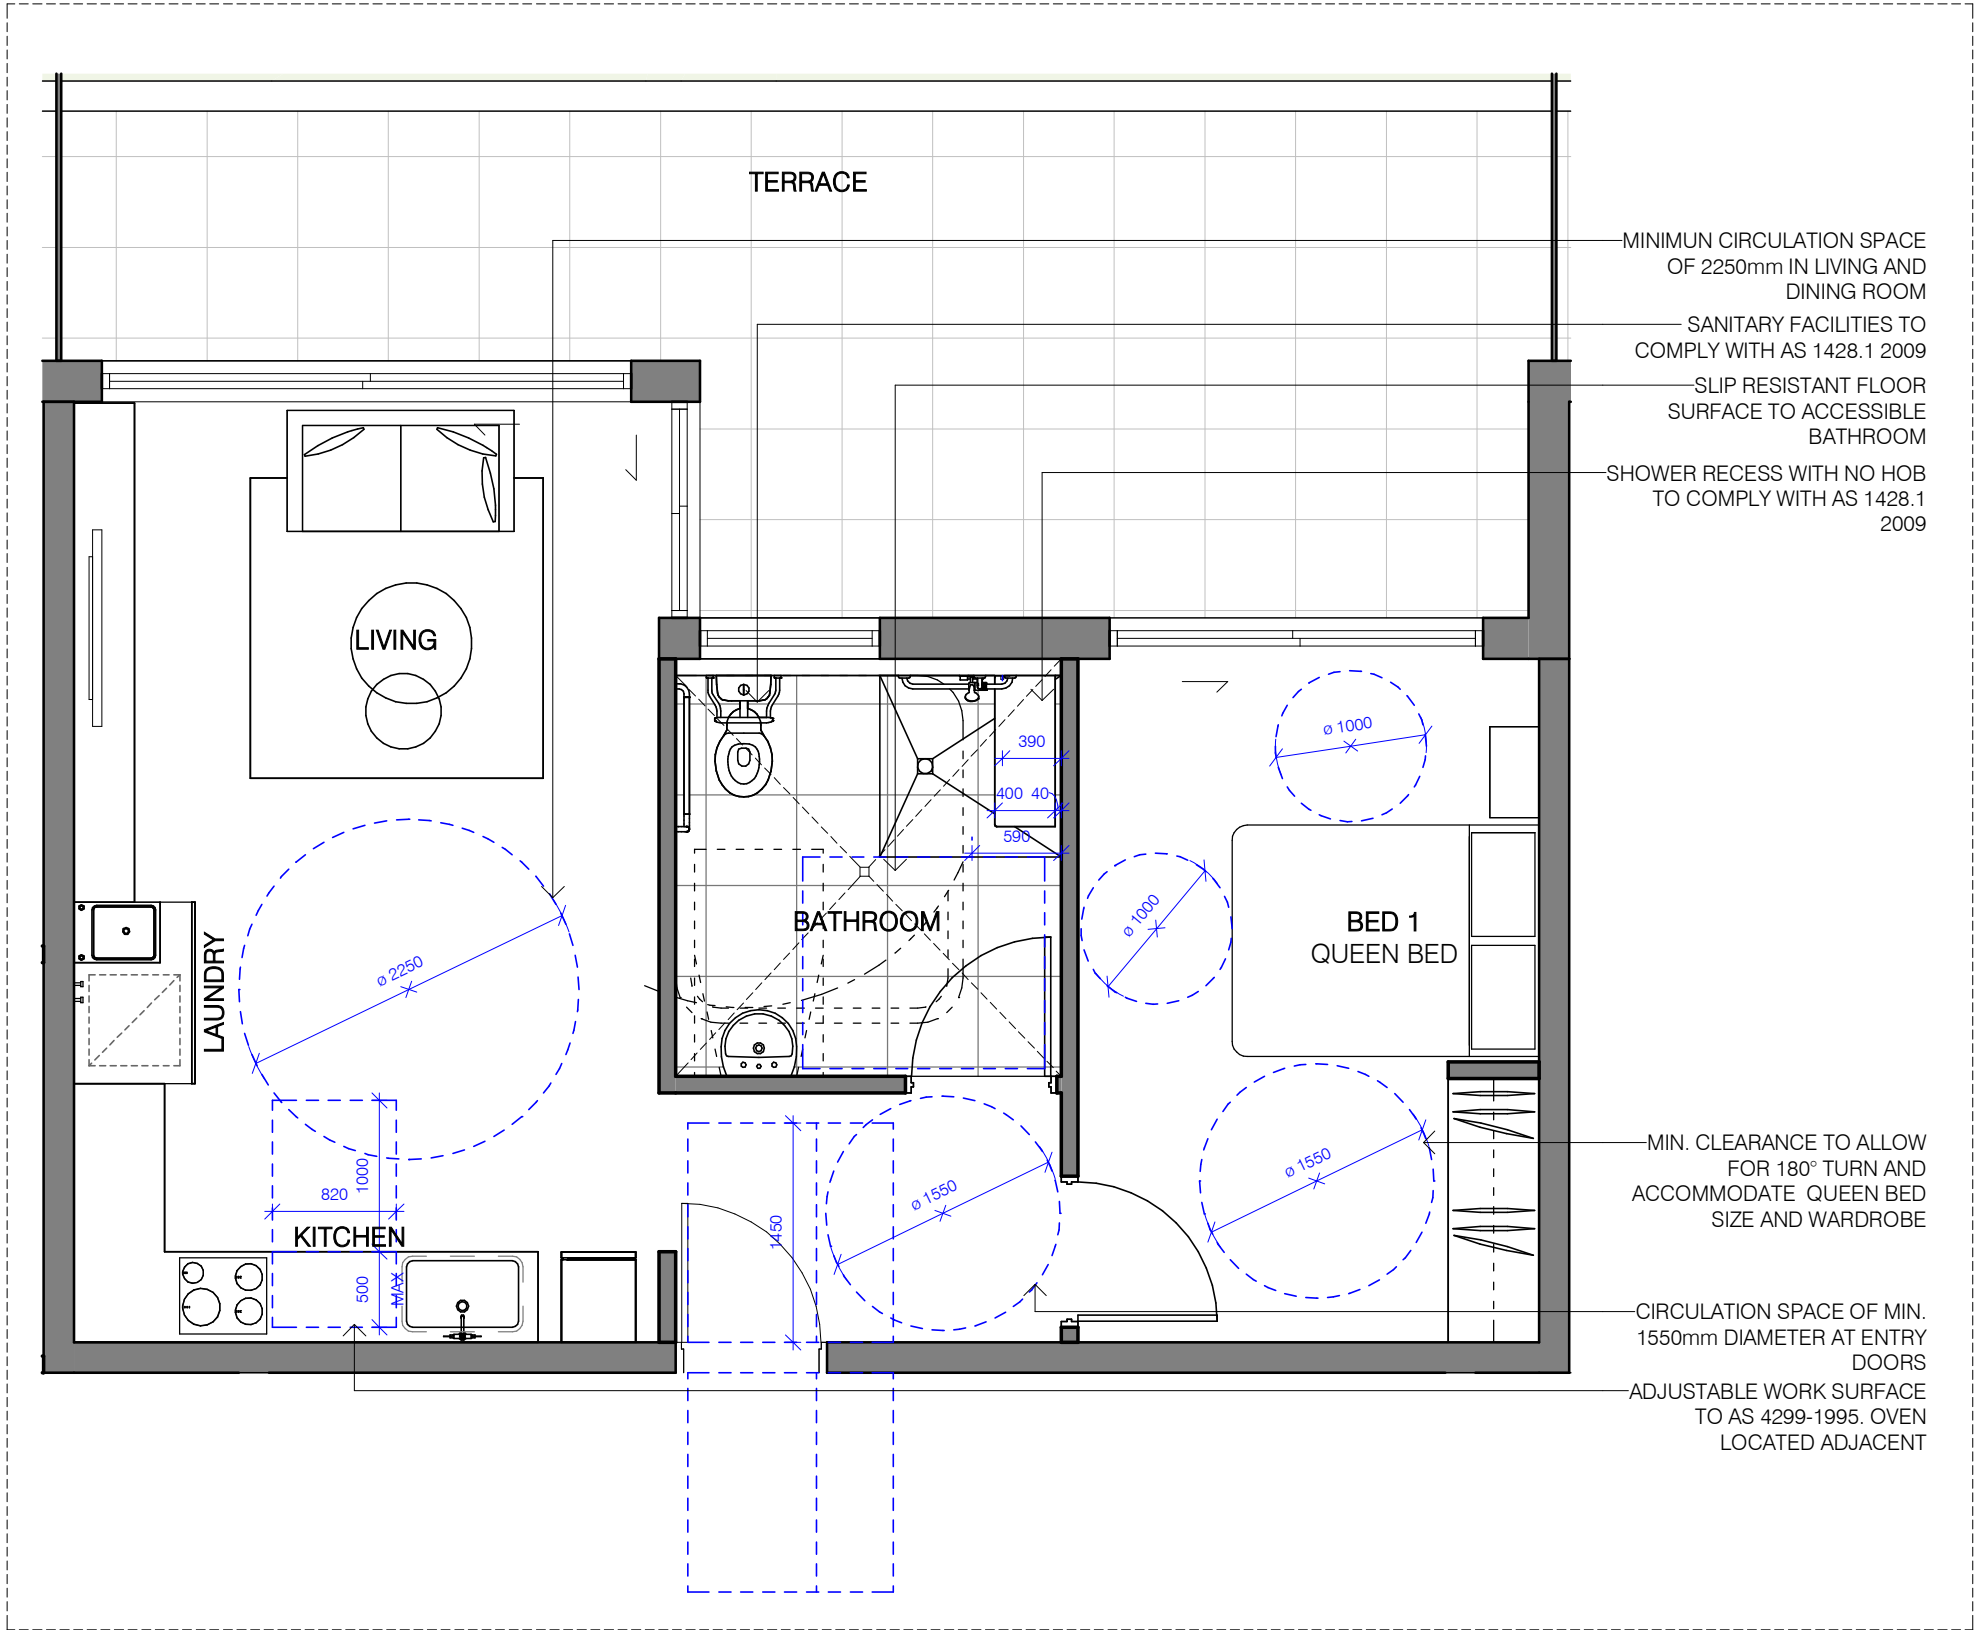 TERRACE
MINIMUN CIRCULATION SPACE
OF 2250mm IN LIVING AND
DINING ROOM
SANITARY FACILITIES TO
COMPLY WITH AS 1428.1 2009
SLIP RESISTANT FLOOR
SURFACE TO ACCESSIBLE
BATHROOM
SHOWER RECESS WITH NO HOB
TO COMPLY WITH AS 1428.1
2009
LIVING
ø 1000
390
400 40
590
ø 1000
BATHROOM
BED 1
QUEEN BED
LAUNDRY
ø 2250
MIN. CLEARANCE TO ALLOW
FOR 180° TURN AND
ACCOMMODATE QUEEN BED
SIZE AND WARDROBE
1000
820
ø 1550
ø 1550
1450
KITCHEN
500
MAX
CIRCULATION SPACE OF MIN.
1550mm DIAMETER AT ENTRY
DOORS
ADJUSTABLE WORK SURFACE
TO AS 4299-1995. OVEN
LOCATED ADJACENT